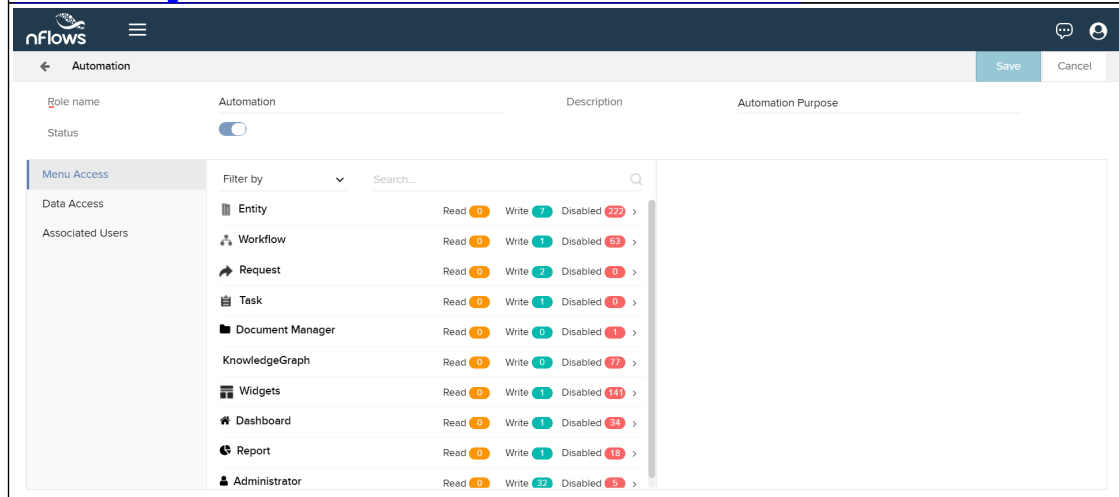 nFlows
Automation
Save
Cancel
Role name
Automation
Description
Automation Purpose
Status
Menu Access
Data Access
Associated Users
Filter by
Search...
Entity Read 0 Write 7 Disabled 222
Workflow Read 0 Write 1 Disabled 63
Request Read 0 Write 2 Disabled 0
Task Read 0 Write 1 Disabled 0
Document Manager Read 0 Write 0 Disabled 1
KnowledgeGraph Read 0 Write 0 Disabled 77
Widgets Read 0 Write 1 Disabled 141
Dashboard Read 0 Write 1 Disabled 34
Report Read 0 Write 1 Disabled 18
Administrator Read 0 Write 32 Disabled 5